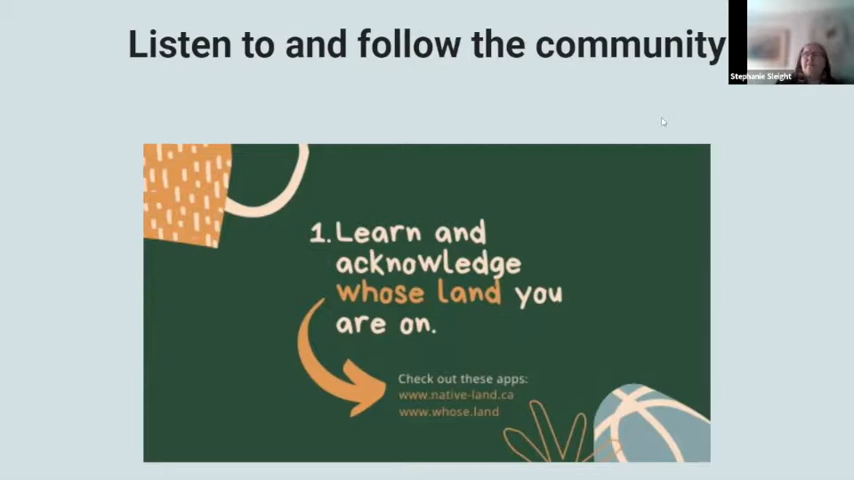 Listen to and follow the community
Stephanie Sleight
1. Learn and
acknowledge
whose land you
are on.
Check out these apps:
www.native-land.ca
www.whose.land